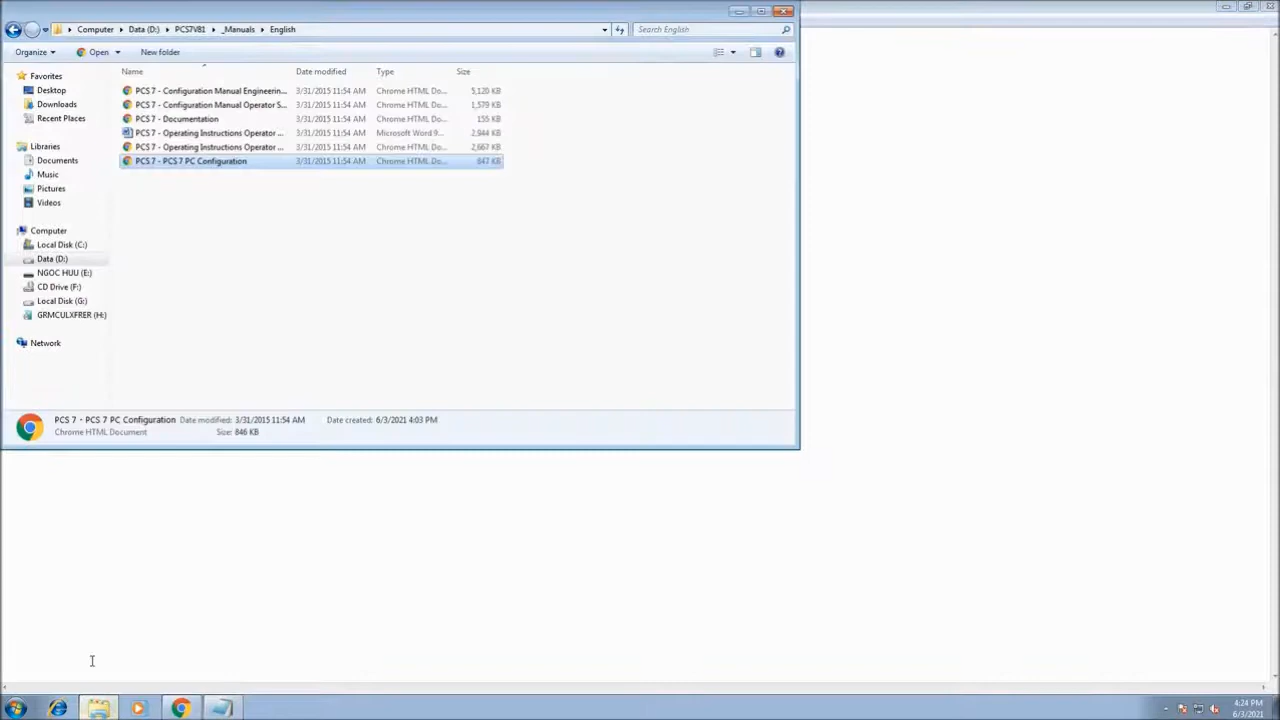 Computer Data (D:) PCS7V81 _Manuals English Search English
Organize Open New folder
Name Date modified Type Size
Favorites
Desktop
Downloads
Recent Places
Libraries
Documents
Music
Pictures
Videos
Computer
Local Disk (C:)
Data (D:)
NGOC HUU (E:)
CD Drive (F:)
Local Disk (G:)
GRMCULXFRER (H:)
Network
PCS 7 - Configuration Manual Engineerin... 3/31/2015 11:54 AM Chrome HTML Do... 5,120 KB
PCS 7 - Configuration Manual Operator S... 3/31/2015 11:54 AM Chrome HTML Do... 1,579 KB
PCS 7 - Documentation 3/31/2015 11:54 AM Chrome HTML Do... 155 KB
PCS 7 - Operating Instructions Operator ... 3/31/2015 11:54 AM Microsoft Word 9... 2,944 KB
PCS 7 - Operating Instructions Operator ... 3/31/2015 11:54 AM Chrome HTML Do... 2,667 KB
PCS 7 - PCS 7 PC Configuration 3/31/2015 11:54 AM Chrome HTML Do... 847 KB
PCS 7 - PCS 7 PC Configuration Date modified: 3/31/2015 11:54 AM Date created: 6/3/2021 4:03 PM
Chrome HTML Document Size: 846 KB
4:24 PM
6/3/2021